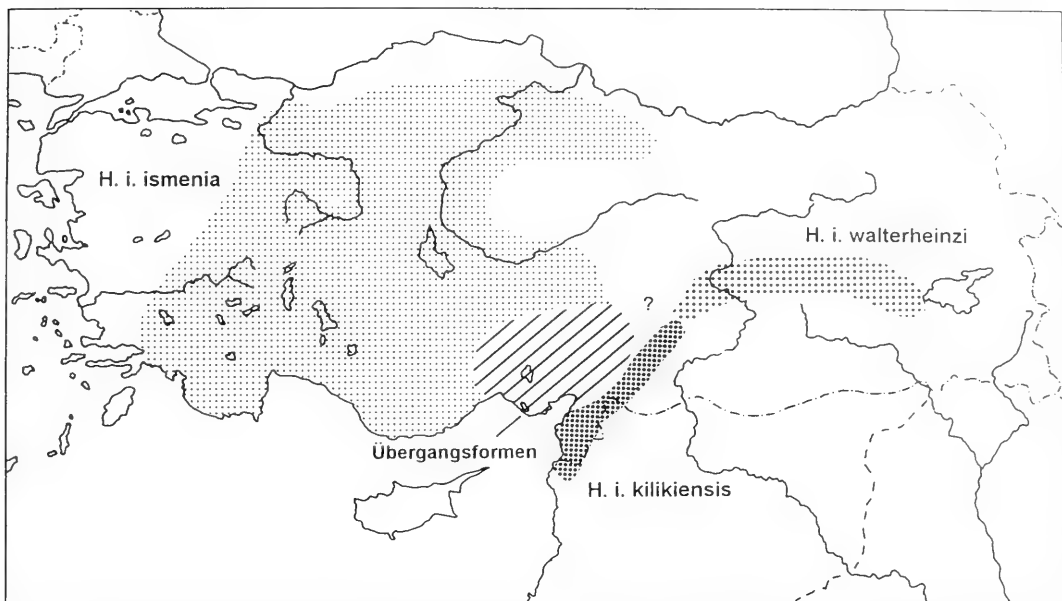 H. i. ismenia
H. i. walterheinzi
?
Übergangsformen
H. i. kilikiensis